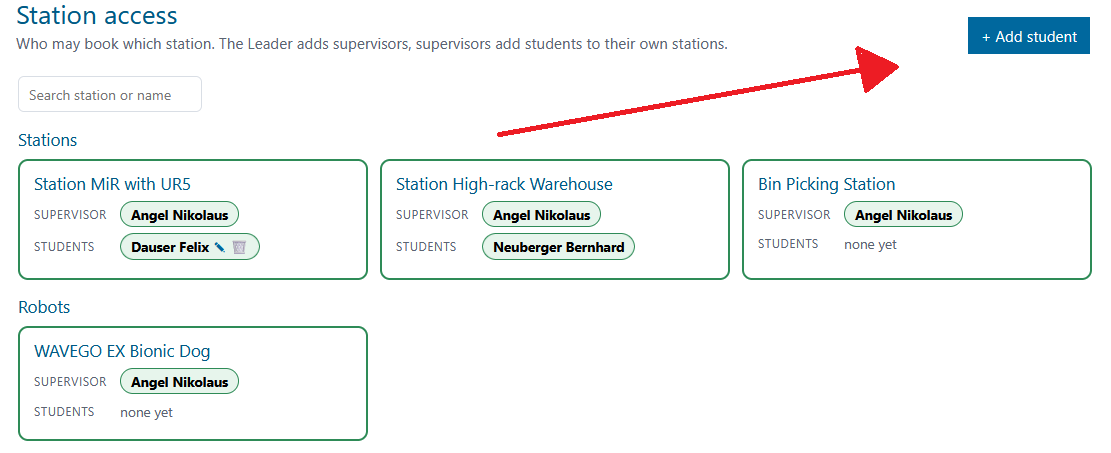 Station access
Who may book which station. The Leader adds supervisors, supervisors add students to their own stations.
+ Add student
Search station or name
Stations
Station MiR with UR5
SUPERVISOR Angel Nikolaus
STUDENTS Dauser Felix
Station High-rack Warehouse
SUPERVISOR Angel Nikolaus
STUDENTS Neuberger Bernhard
Bin Picking Station
SUPERVISOR Angel Nikolaus
STUDENTS none yet
Robots
WAVEGO EX Bionic Dog
SUPERVISOR Angel Nikolaus
STUDENTS none yet